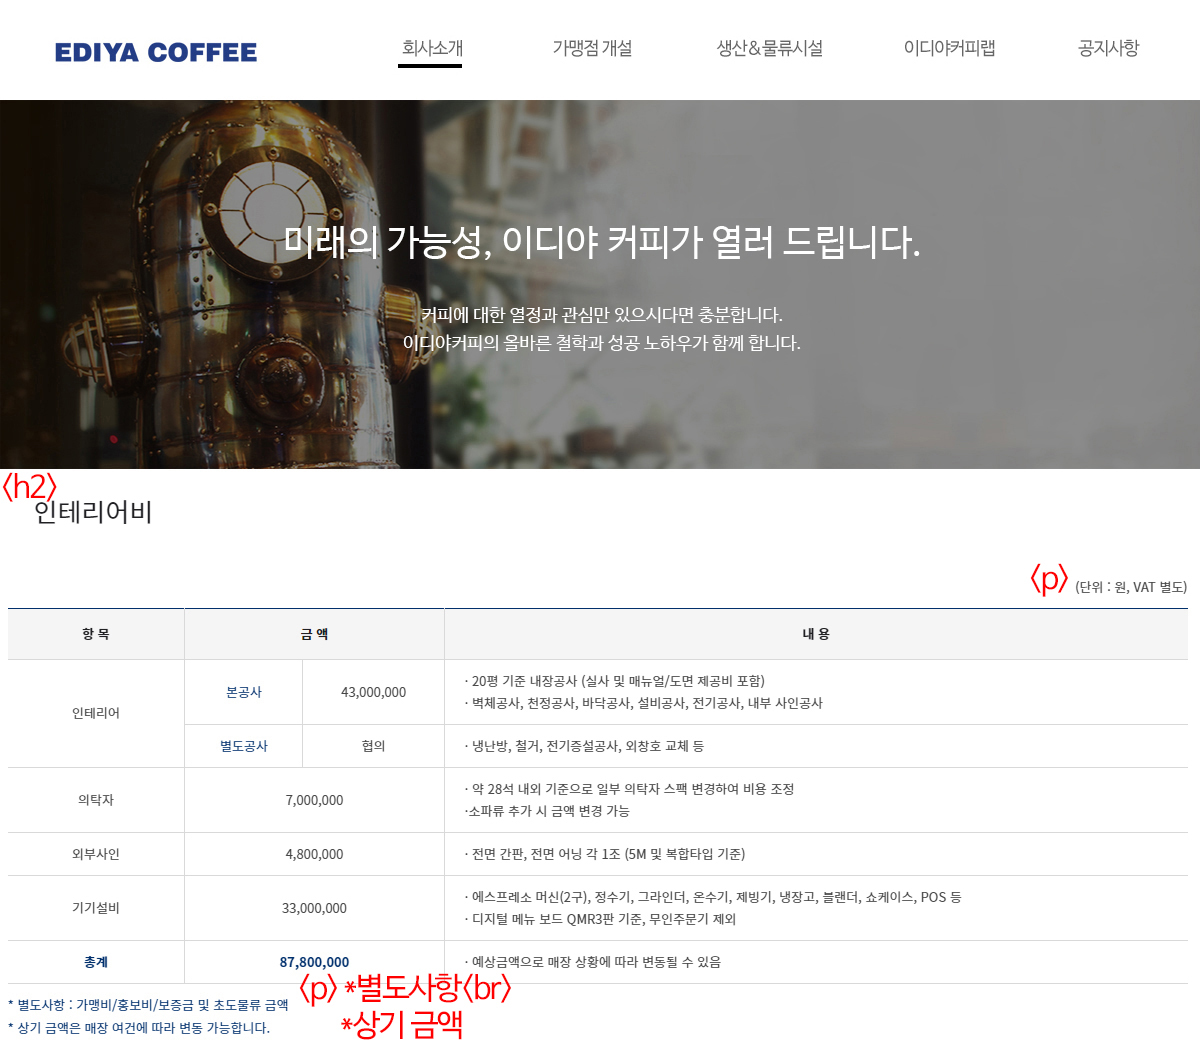 EDIYA COFFEE
회사소개 가맹점 개설 생산&물류시설 이디야커피랩 공지사항
미래의 가능성, 이디야 커피가 열러 드립니다.
커피에 대한 열정과 관심만 있으시다면 충분합니다.
이디야커피의 올바른 철학과 성공 노하우가 함께 합니다.
<h2>
인테리어비
<p> (단위 : 원, VAT 별도)
항 목 금 액 내 용
인테리어 본공사 43,000,000
· 20평 기준 내장공사 (실사 및 매뉴얼/도면 제공비 포함)
· 벽체공사, 천정공사, 바닥공사, 설비공사, 전기공사, 내부 사인공사
별도공사 협의 · 냉난방, 철거, 전기증설공사, 외창호 교체 등
의탁자 7,000,000
· 약 28석 내외 기준으로 일부 의탁자 스팩 변경하여 비용 조정
·소파류 추가 시 금액 변경 가능
외부사인 4,800,000 · 전면 간판, 전면 어닝 각 1조 (5M 및 복합타입 기준)
기기설비 33,000,000
· 에스프레소 머신(2구), 정수기, 그라인더, 온수기, 제빙기, 냉장고, 블랜더, 쇼케이스, POS 등
· 디지털 메뉴 보드 QMR3판 기준, 무인주문기 제외
총계 87,800,000 · 예상금액으로 매장 상황에 따라 변동될 수 있음
<p> *별도사항<br>
*상기 금액
* 별도사항 : 가맹비/홍보비/보증금 및 초도물류 금액
* 상기 금액은 매장 여건에 따라 변동 가능합니다.